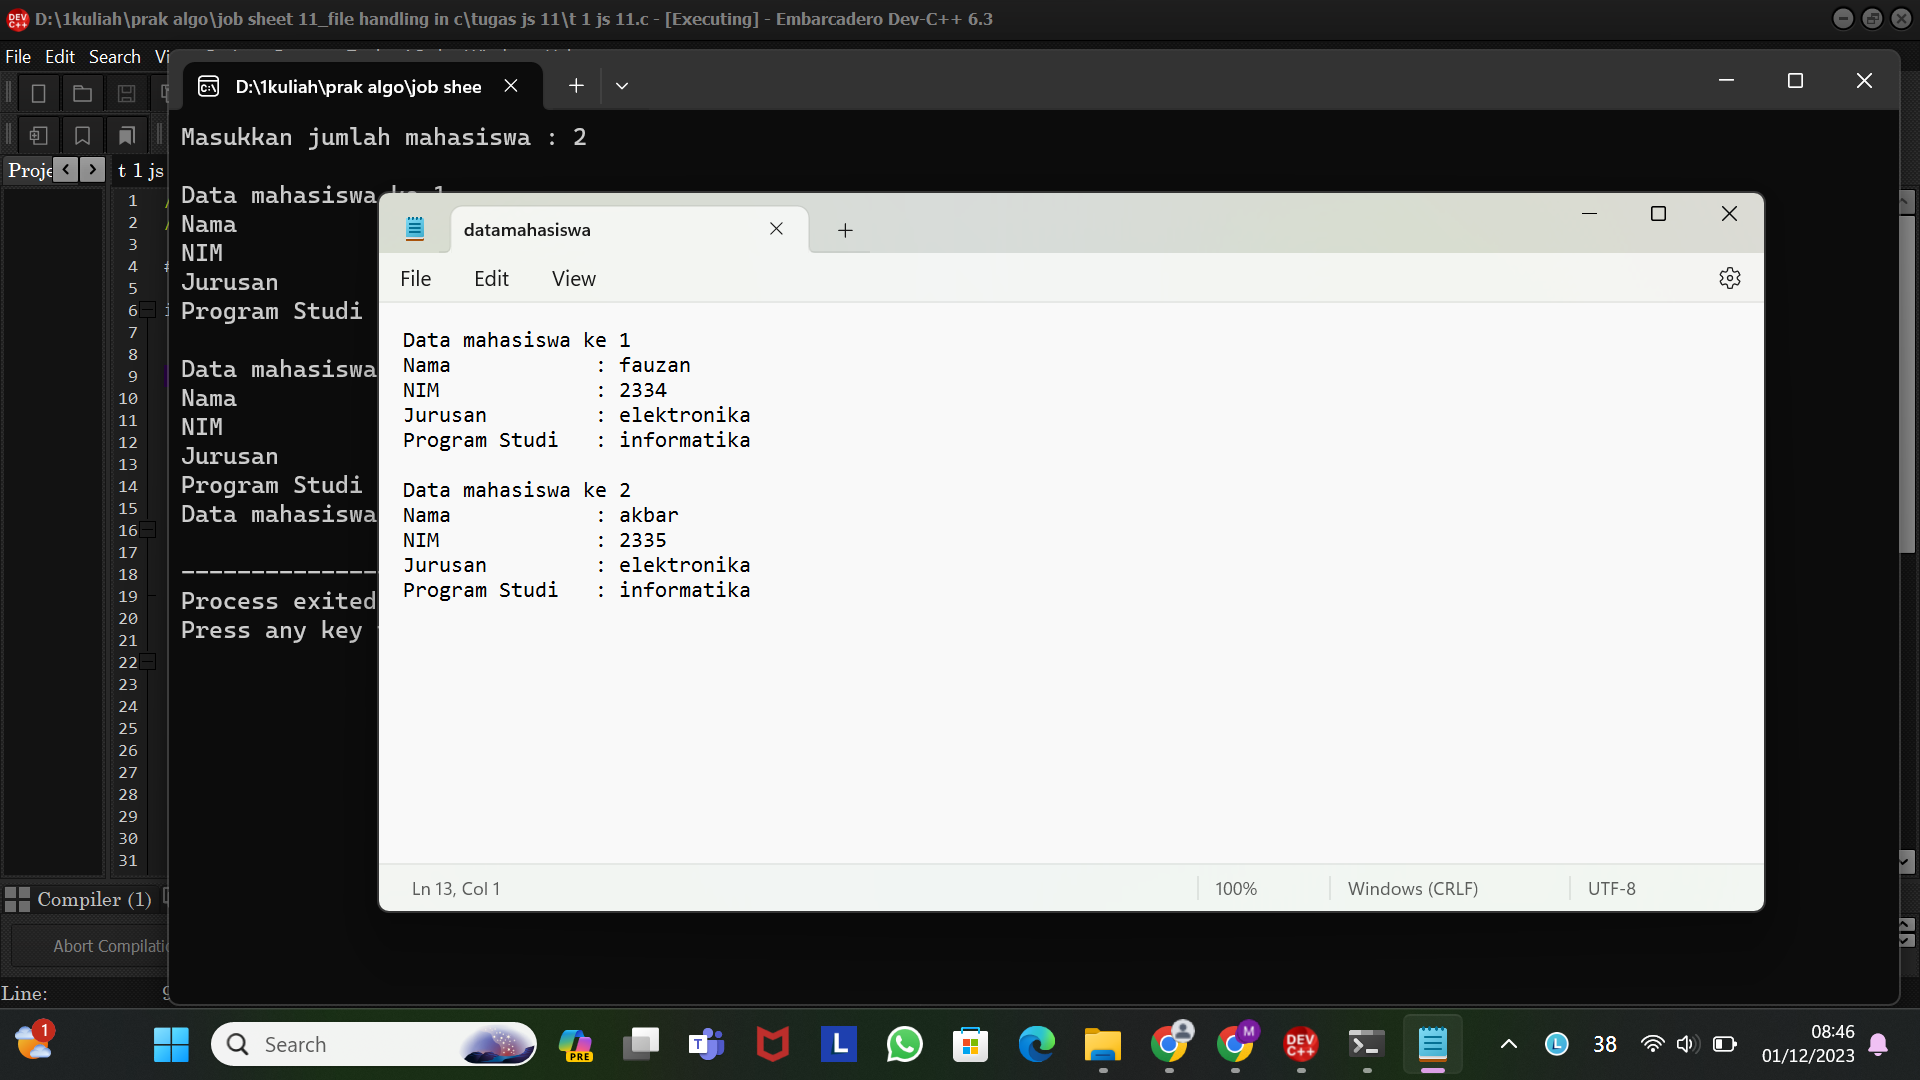 D:\1kuliah\prak algo\job sheet 11_file handling in c\tugas js 11\t 1 js 11.c - [Executing] - Embarcadero Dev-C++ 6.3
File Edit Search
D:\1kuliah\prak algo\job shee
Proje
t 1 js
1
2
3
4
5
6
7
8
9
10
11
12
13
14
15
16
17
18
19
20
21
22
23
24
25
26
27
28
29
30
31
Masukkan jumlah mahasiswa : 2
Data mahasiswa ke 1
Nama
NIM
Jurusan
Program Studi
Data mahasiswa
Nama
NIM
Jurusan
Program Studi
Data mahasiswa
Process exited
Press any key
datamahasiswa
File Edit View
Data mahasiswa ke 1
Nama : fauzan
NIM : 2334
Jurusan : elektronika
Program Studi : informatika
Data mahasiswa ke 2
Nama : akbar
NIM : 2335
Jurusan : elektronika
Program Studi : informatika
Ln 13, Col 1
100%
Windows (CRLF)
UTF-8
Compiler (1)
Abort Compilatio
Line:
1
Search
PRE
T
L
M
DEV C++
L
38
08:46
01/12/2023